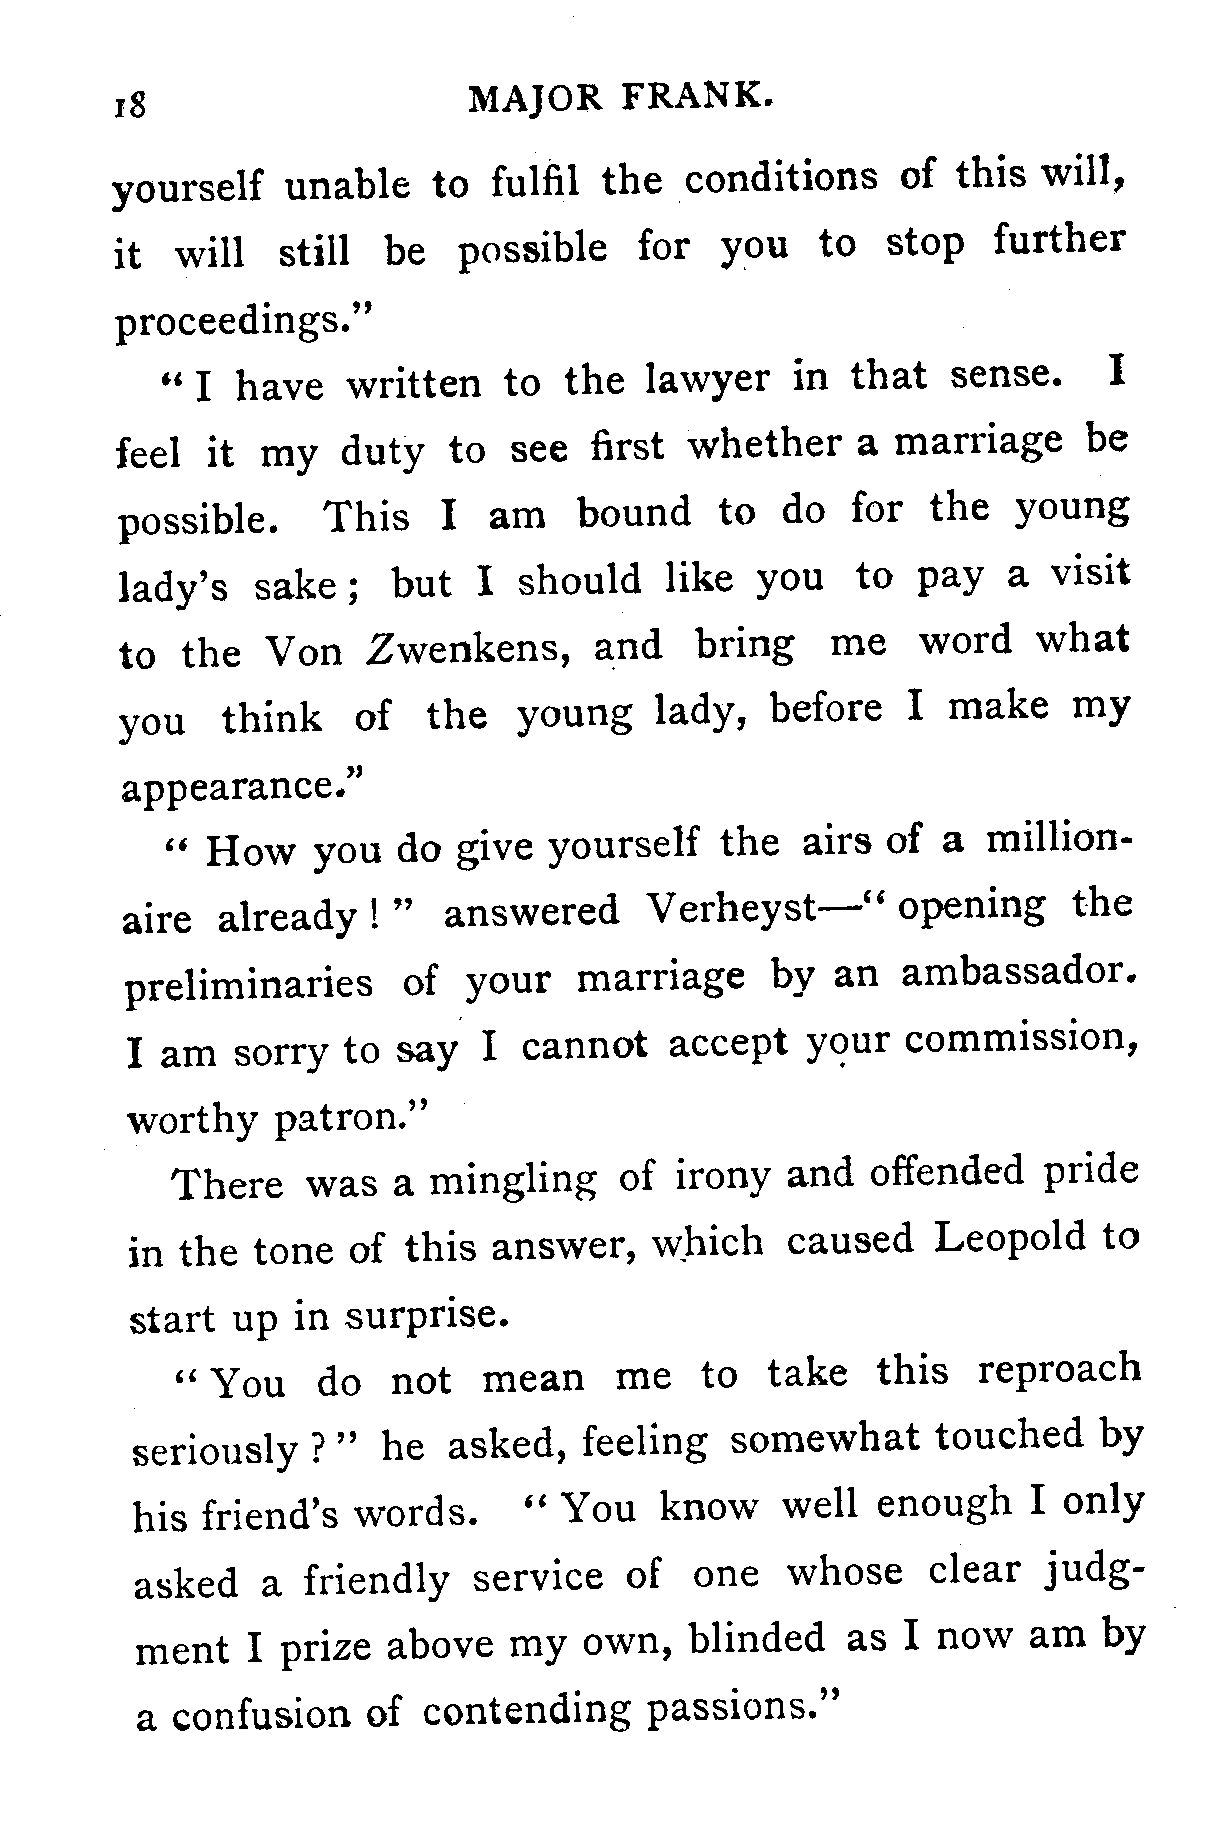 18 MAJOR FRANK.
yourself unable to fulfil the conditions of this will,
it will still be possible for you to stop further
proceedings."
" I have written to the lawyer in that sense. I
feel it my duty to see first whether a marriage be
possible. This I am bound to do for the young
lady's sake ; but I should like you to pay a visit
to the Von Zwenkens, and bring me word what
you think of the young lady, before I make my
appearance."
" How you do give yourself the airs of a million-
aire already ! " answered Verheyst—" opening the
preliminaries of your marriage by an ambassador.
I am sorry to say I cannot accept your commission,
worthy patron."
There was a mingling of irony and offended pride
in the tone of this answer, which caused Leopold to
start up in surprise.
" You do not mean me to take this reproach
seriously ? " he asked, feeling somewhat touched by
his friend's words. " You know well enough I only
asked a friendly service of one whose clear judg-
ment I prize above my own, blinded as I now am by
a confusion of contending passions."